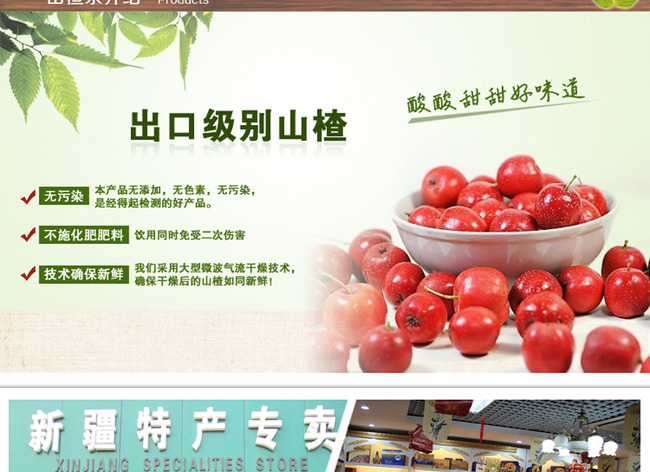 Products
酸酸甜甜好味道
出口级别山楂
无污染
本产品无添加，无色素，无污染，
是经得起检测的好产品。
不施化肥肥料
饮用同时免受二次伤害
技术确保新鲜
我们采用大型微波气流干燥技术，
确保干燥后的山楂如同新鲜！
新疆特产专卖
XINJIANG SPECIALITIES STORE